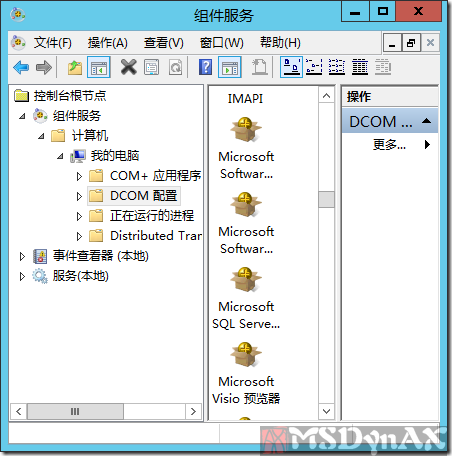 组件服务
文件(F) 操作(A) 查看(V) 窗口(W) 帮助(H)
控制台根节点
组件服务
计算机
我的电脑
COM+ 应用程序
DCOM 配置
正在运行的进程
Distributed Tran
事件查看器 (本地)
服务(本地)
IMAPI
Microsoft
Softwar...
Microsoft
Softwar...
Microsoft
SQL Serve...
Microsoft
Visio 预览器
操作
DCOM ...
更多...
MSDynAX